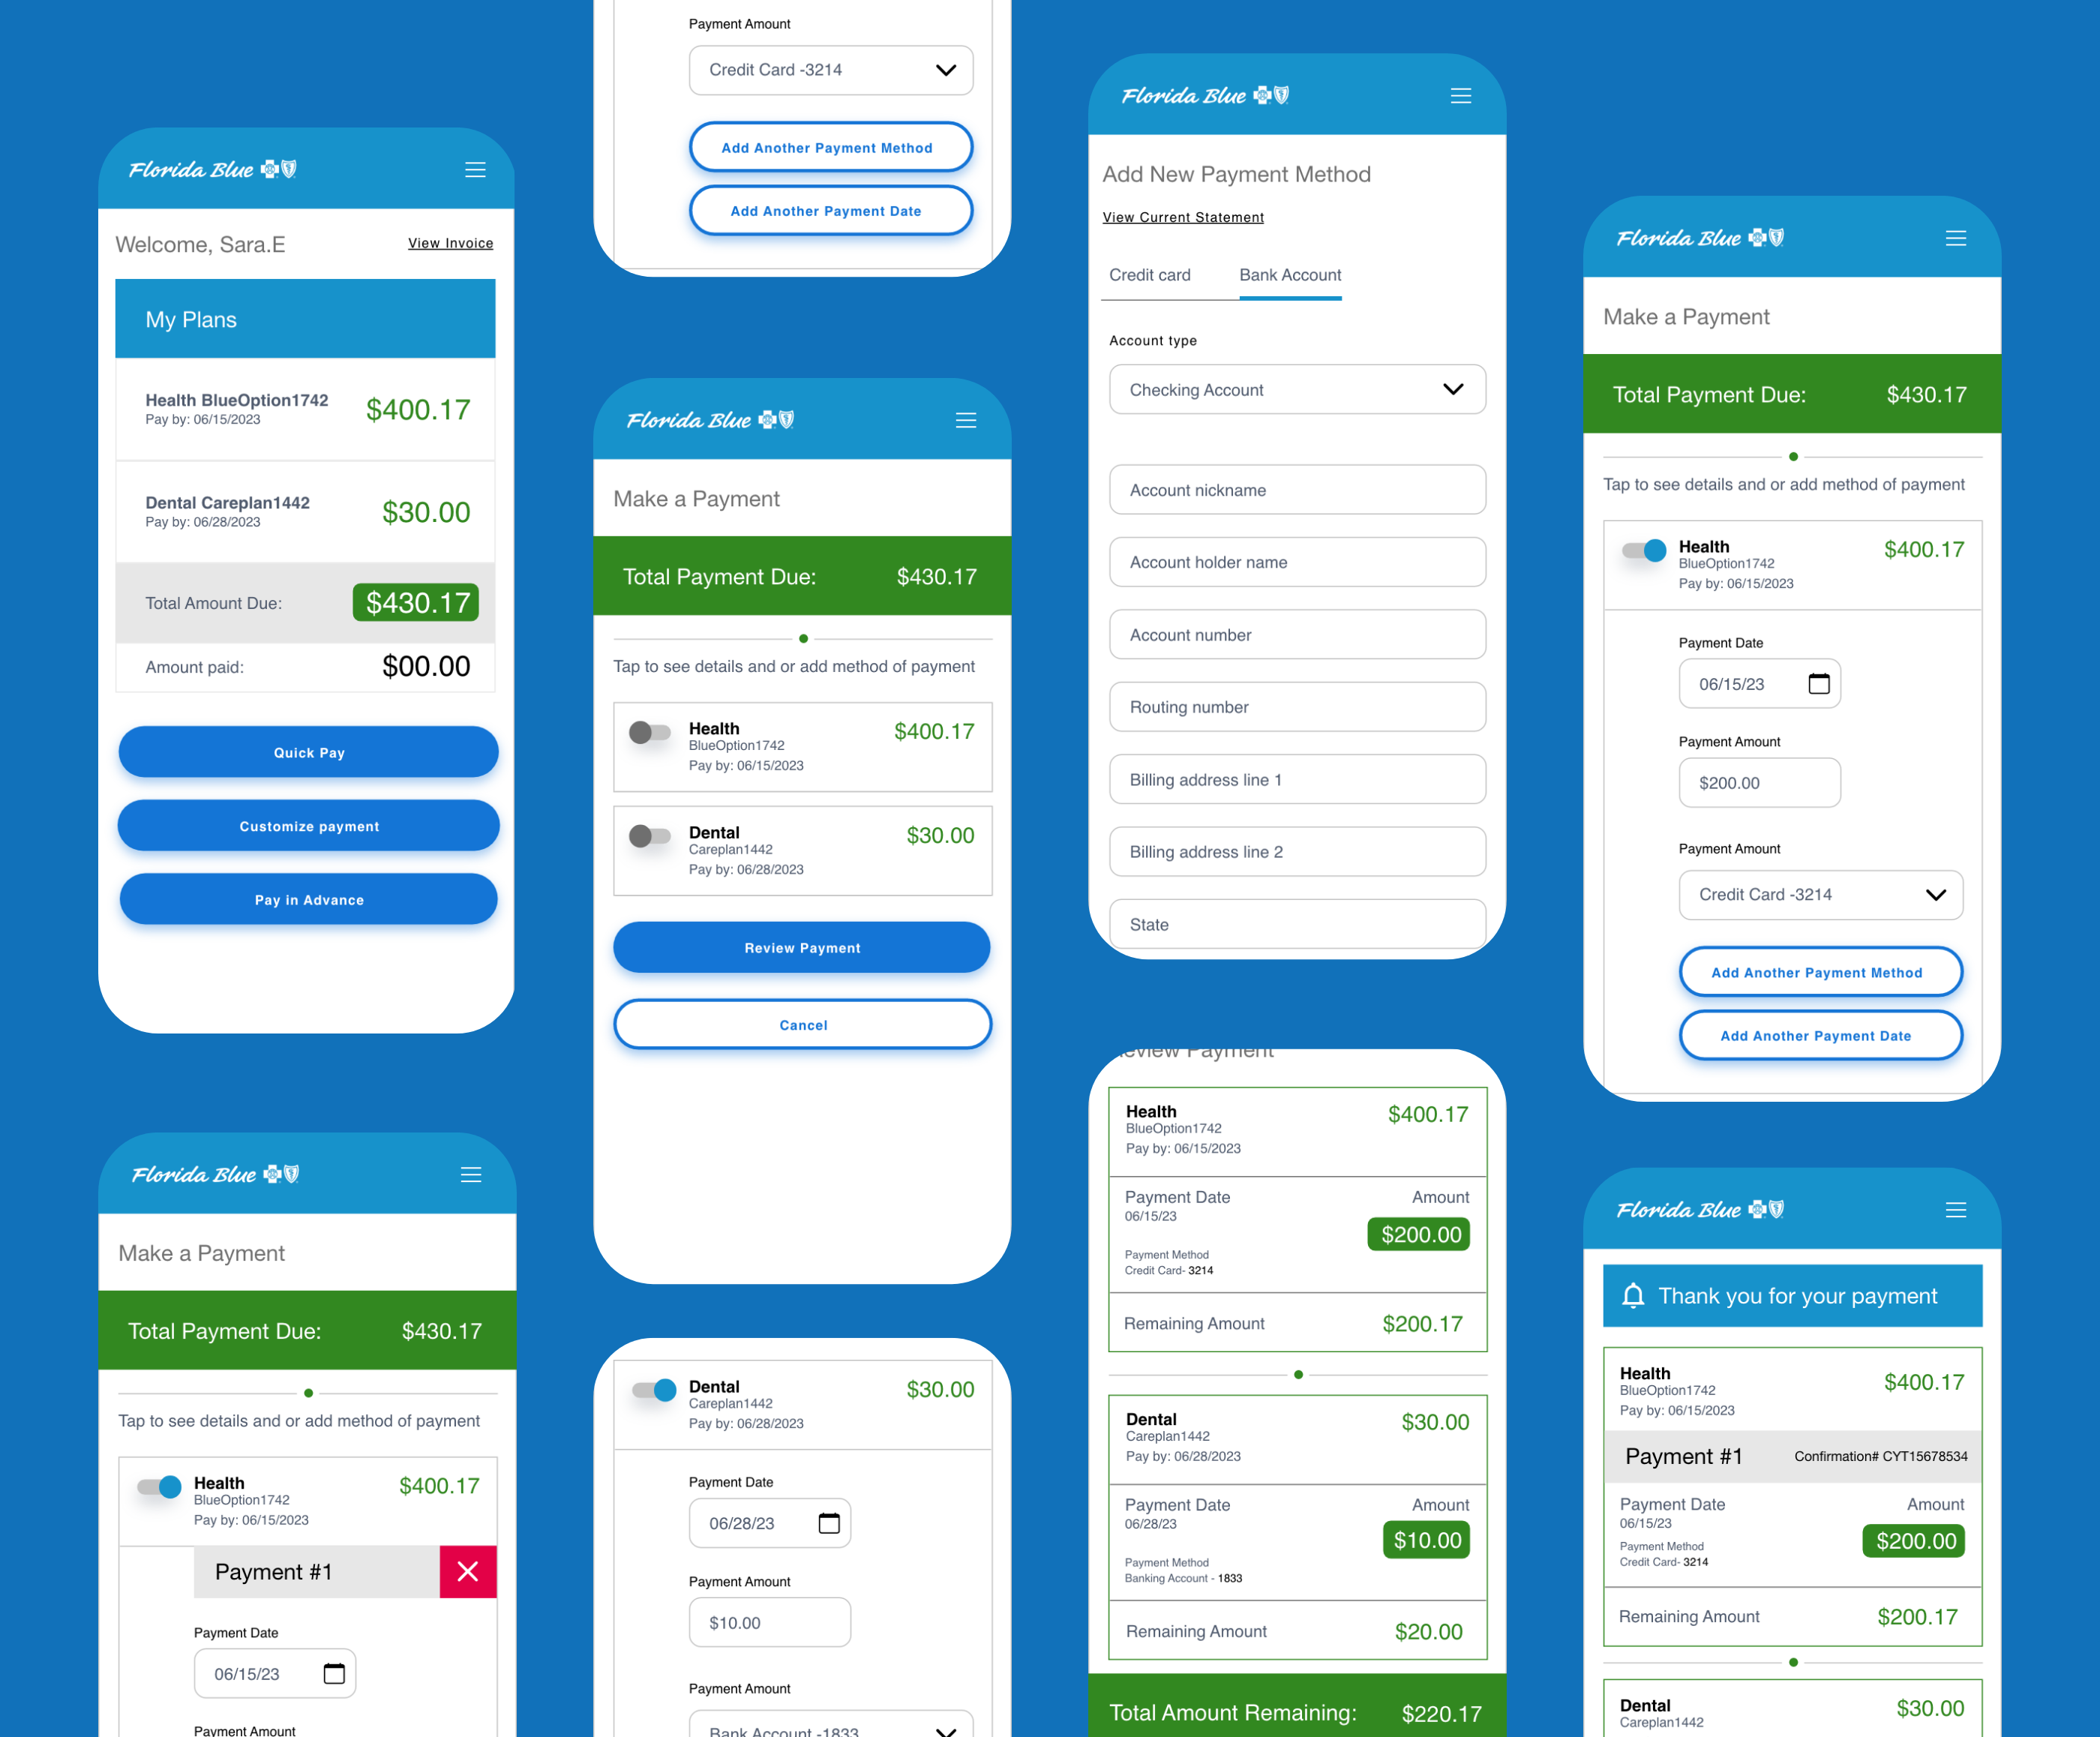 Florida Blue
Welcome, Sara.E
View Invoice
My Plans
Health BlueOption1742
Pay by: 06/15/2023
$400.17
Dental Careplan1442
Pay by: 06/28/2023
$30.00
Total Amount Due:
$430.17
Amount paid:
$00.00
Quick Pay
Customize payment
Pay in Advance
Florida Blue
Make a Payment
Total Payment Due:
$430.17
Tap to see details and or add method of payment
Health
BlueOption1742
Pay by: 06/15/2023
$400.17
Payment #1
Payment Date
06/15/23
Payment Amount
Payment Amount
Credit Card -3214
Add Another Payment Method
Add Another Payment Date
Florida Blue
Make a Payment
Total Payment Due:
$430.17
Tap to see details and or add method of payment
Health
BlueOption1742
Pay by: 06/15/2023
$400.17
Dental
Careplan1442
Pay by: 06/28/2023
$30.00
Review Payment
Cancel
Dental
Careplan1442
Pay by: 06/28/2023
$30.00
Payment Date
06/28/23
Payment Amount
$10.00
Payment Amount
Bank Account -1833
Florida Blue
Add New Payment Method
View Current Statement
Credit card
Bank Account
Account type
Checking Account
Account nickname
Account holder name
Account number
Routing number
Billing address line 1
Billing address line 2
State
Review Payment
Health
BlueOption1742
Pay by: 06/15/2023
$400.17
Payment Date
06/15/23
Amount
$200.00
Payment Method
Credit Card- 3214
Remaining Amount
$200.17
Dental
Careplan1442
Pay by: 06/28/2023
$30.00
Payment Date
06/28/23
Amount
$10.00
Payment Method
Banking Account - 1833
Remaining Amount
$20.00
Total Amount Remaining:
$220.17
Florida Blue
Make a Payment
Total Payment Due:
$430.17
Tap to see details and or add method of payment
Health
BlueOption1742
Pay by: 06/15/2023
$400.17
Payment Date
06/15/23
Payment Amount
$200.00
Payment Amount
Credit Card -3214
Add Another Payment Method
Add Another Payment Date
Florida Blue
Thank you for your payment
Health
BlueOption1742
Pay by: 06/15/2023
$400.17
Payment #1
Confirmation# CYT15678534
Payment Date
06/15/23
Amount
$200.00
Payment Method
Credit Card- 3214
Remaining Amount
$200.17
Dental
Careplan1442
$30.00